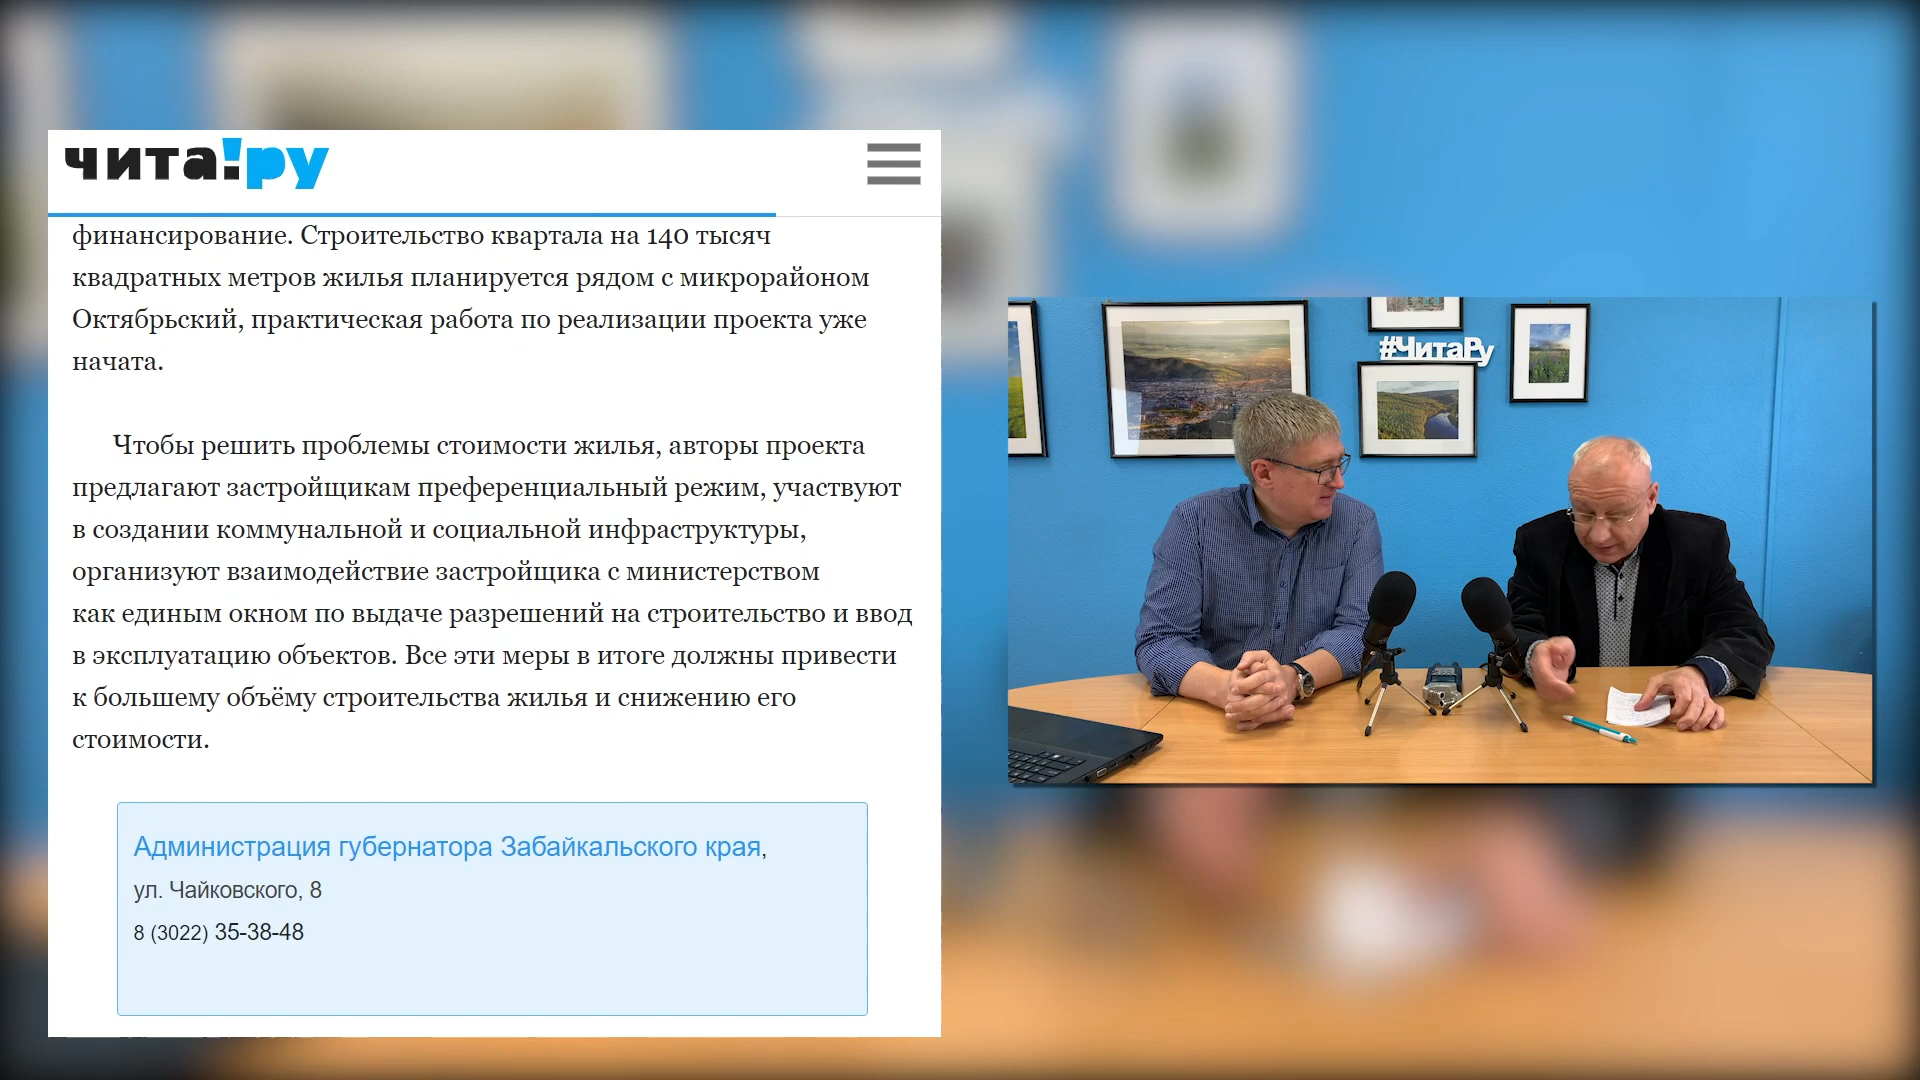 чита!ру
финансирование. Строительство квартала на 140 тысяч
квадратных метров жилья планируется рядом с микрорайоном
Октябрьский, практическая работа по реализации проекта уже
начата.
Чтобы решить проблемы стоимости жилья, авторы проекта
предлагают застройщикам преференциальный режим, участвуют
в создании коммунальной и социальной инфраструктуры,
организуют взаимодействие застройщика с министерством
как единым окном по выдаче разрешений на строительство и ввод
в эксплуатацию объектов. Все эти меры в итоге должны привести
к большему объёму строительства жилья и снижению его
стоимости.
Администрация губернатора Забайкальского края,
ул. Чайковского, 8
8 (3022) 35-38-48
#ЧитаРу